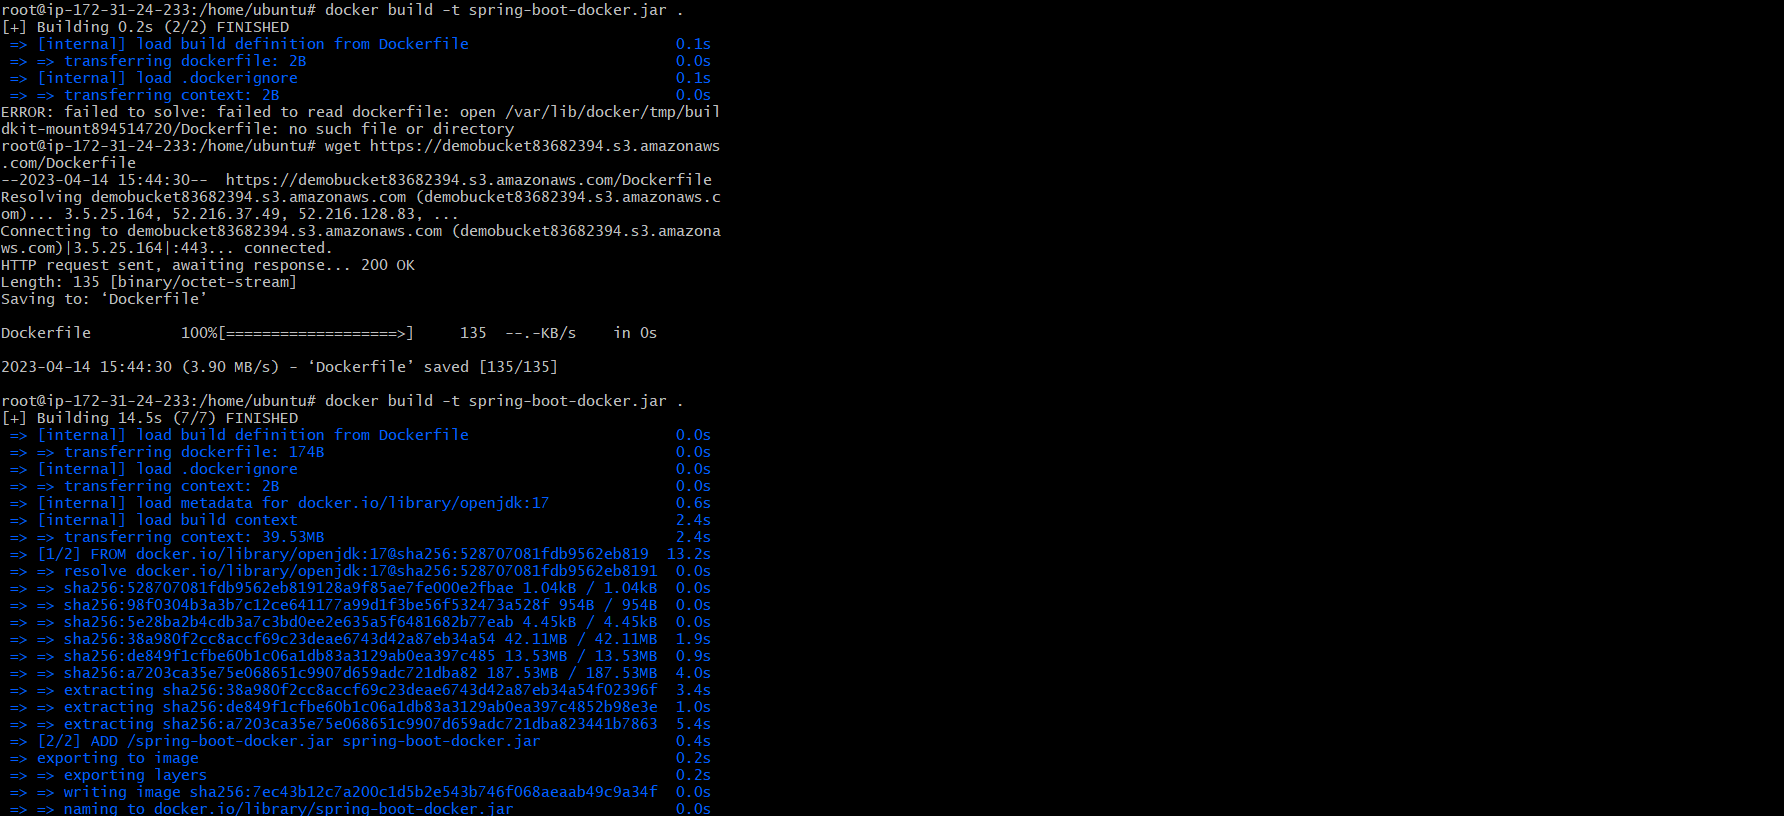 root@ip-172-31-24-233:/home/ubuntu# docker build -t spring-boot-docker.jar .
[+] Building 0.2s (2/2) FINISHED
=> [internal] load build definition from Dockerfile 0.1s
=> => transferring dockerfile: 2B 0.0s
=> [internal] load .dockerignore 0.1s
=> => transferring context: 2B 0.0s
ERROR: failed to solve: failed to read dockerfile: open /var/lib/docker/tmp/buil
dkit-mount894514720/Dockerfile: no such file or directory
root@ip-172-31-24-233:/home/ubuntu# wget https://demobucket83682394.s3.amazonaws
.com/Dockerfile
--2023-04-14 15:44:30--  https://demobucket83682394.s3.amazonaws.com/Dockerfile
Resolving demobucket83682394.s3.amazonaws.com (demobucket83682394.s3.amazonaws.c
om)... 3.5.25.164, 52.216.37.49, 52.216.128.83, ...
Connecting to demobucket83682394.s3.amazonaws.com (demobucket83682394.s3.amazona
ws.com)|3.5.25.164|:443... connected.
HTTP request sent, awaiting response... 200 OK
Length: 135 [binary/octet-stream]
Saving to: ‘Dockerfile’
Dockerfile 100%[===================>] 135 --.-KB/s in 0s
2023-04-14 15:44:30 (3.90 MB/s) - ‘Dockerfile’ saved [135/135]
root@ip-172-31-24-233:/home/ubuntu# docker build -t spring-boot-docker.jar .
[+] Building 14.5s (7/7) FINISHED
=> [internal] load build definition from Dockerfile 0.0s
=> => transferring dockerfile: 174B 0.0s
=> [internal] load .dockerignore 0.0s
=> => transferring context: 2B 0.0s
=> [internal] load metadata for docker.io/library/openjdk:17 0.6s
=> [internal] load build context 2.4s
=> => transferring context: 39.53MB 2.4s
=> [1/2] FROM docker.io/library/openjdk:17@sha256:528707081fdb9562eb819 13.2s
=> => resolve docker.io/library/openjdk:17@sha256:528707081fdb9562eb8191 0.0s
=> => sha256:528707081fdb9562eb819128a9f85ae7fe000e2fbae 1.04kB / 1.04kB 0.0s
=> => sha256:98f0304b3a3b7c12ce641177a99d1f3be56f532473a528f 954B / 954B 0.0s
=> => sha256:5e28ba2b4cdb3a7c3bd0ee2e635a5f6481682b77eab 4.45kB / 4.45kB 0.0s
=> => sha256:38a980f2cc8accf69c23deae6743d42a87eb34a54 42.11MB / 42.11MB 1.9s
=> => sha256:de849f1cfbe60b1c06a1db83a3129ab0ea397c485 13.53MB / 13.53MB 0.9s
=> => sha256:a7203ca35e75e068651c9907d659adc721dba82 187.53MB / 187.53MB 4.0s
=> => extracting sha256:38a980f2cc8accf69c23deae6743d42a87eb34a54f02396f 3.4s
=> => extracting sha256:de849f1cfbe60b1c06a1db83a3129ab0ea397c4852b98e3e 1.0s
=> => extracting sha256:a7203ca35e75e068651c9907d659adc721dba823441b7863 5.4s
=> [2/2] ADD /spring-boot-docker.jar spring-boot-docker.jar 0.4s
=> exporting to image 0.2s
=> => exporting layers 0.2s
=> => writing image sha256:7ec43b12c7a200c1d5b2e543b746f068aeaab49c9a34f 0.0s
=> => naming to docker.io/library/spring-boot-docker.jar 0.0s